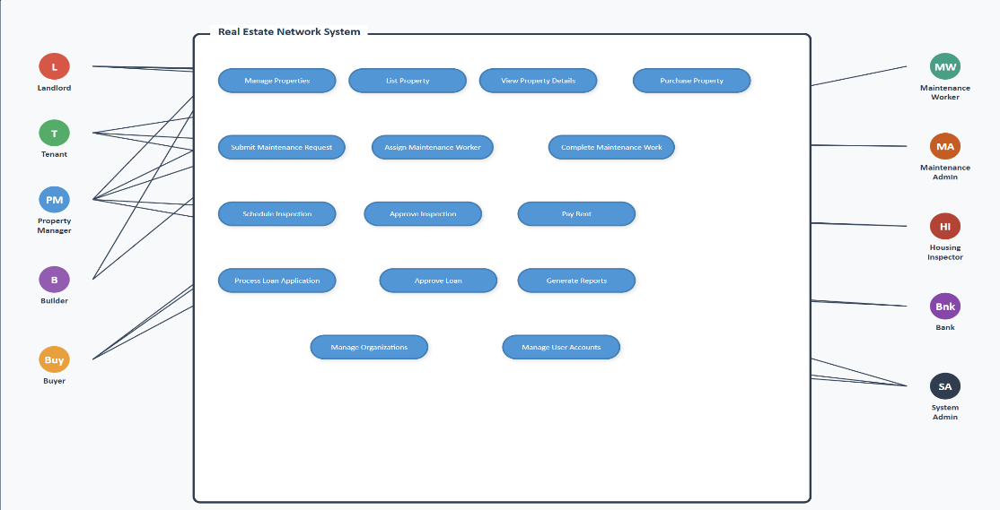 Real Estate Network System
L
Landlord
T
Tenant
PM
Property
Manager
B
Builder
Buy
Buyer
Manage Properties
List Property
View Property Details
Purchase Property
Submit Maintenance Request
Assign Maintenance Worker
Complete Maintenance Work
Schedule Inspection
Approve Inspection
Pay Rent
Process Loan Application
Approve Loan
Generate Reports
Manage Organizations
Manage User Accounts
MW
Maintenance
Worker
MA
Maintenance
Admin
HI
Housing
Inspector
Bnk
Bank
SA
System
Admin